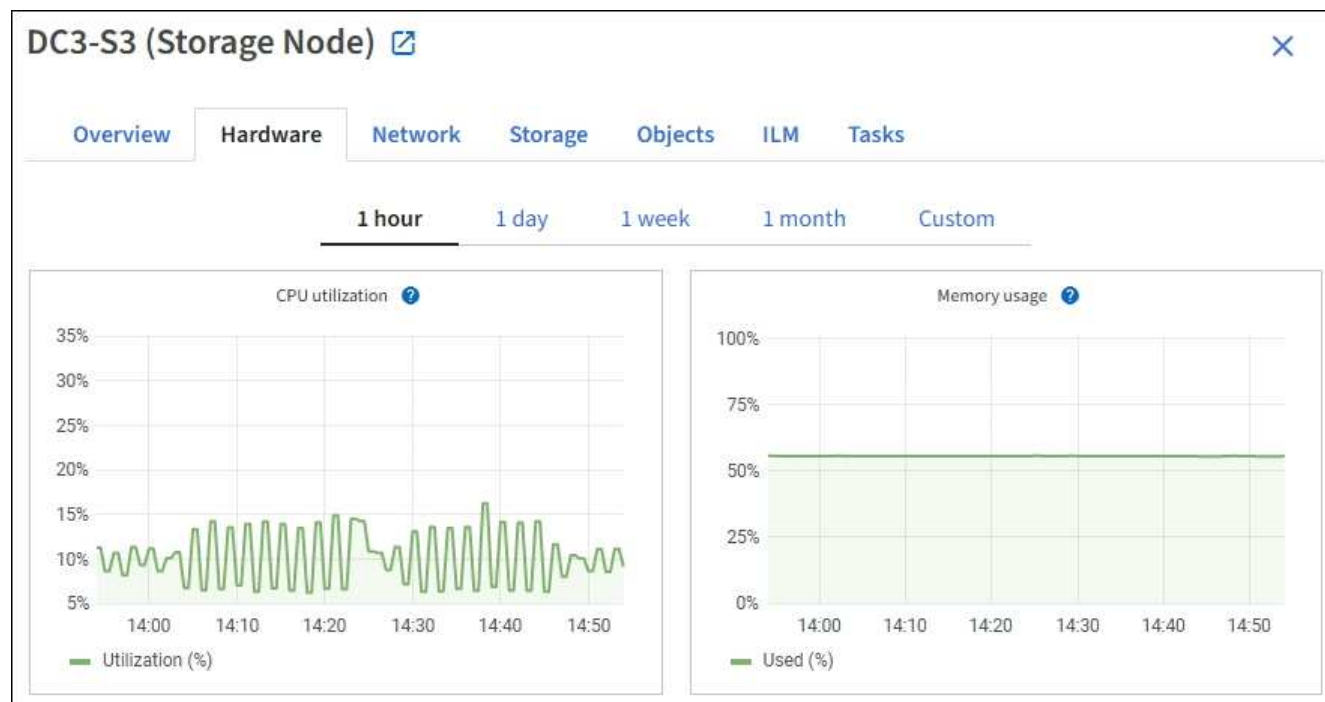 DC3-S3 (Storage Node)
Overview Hardware Network Storage Objects ILM Tasks
1 hour 1 day 1 week 1 month Custom
CPU utilization ?
35%
30%
25%
20%
15%
10%
5%
14:00 14:10 14:20 14:30 14:40 14:50
Utilization (%)
Memory usage ?
100%
75%
50%
25%
0%
14:00 14:10 14:20 14:30 14:40 14:50
Used (%)